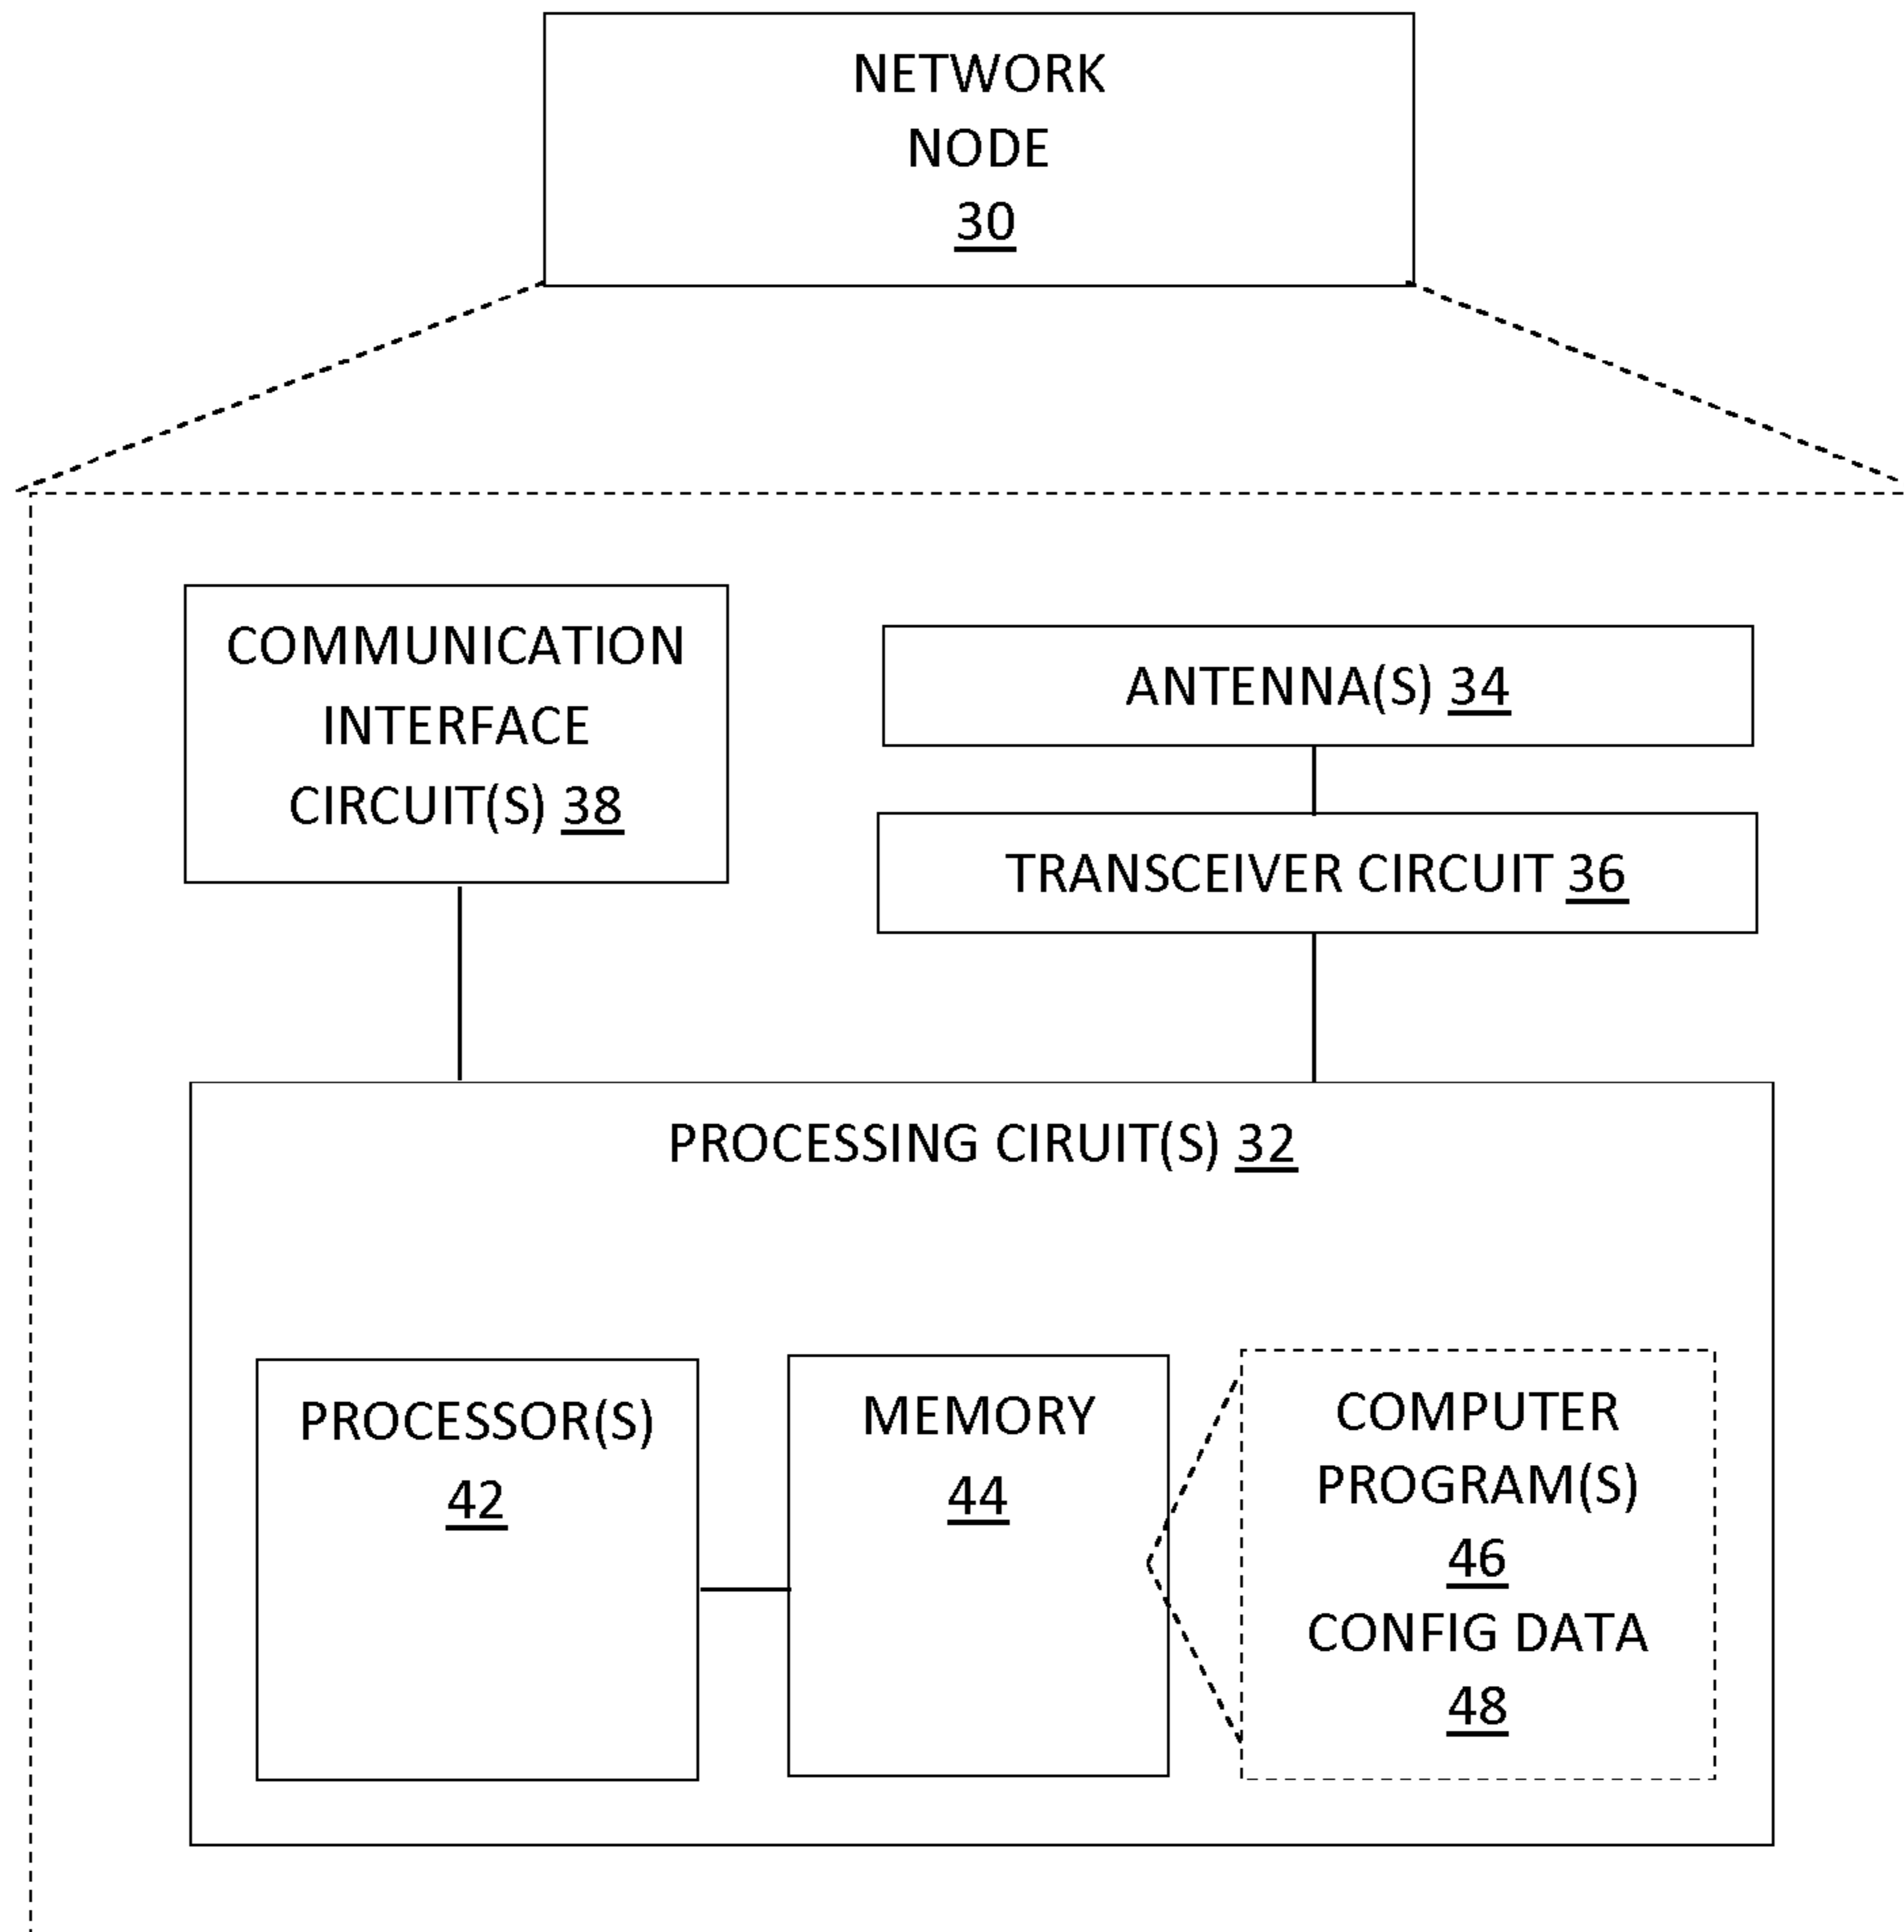 NETWORK
NODE
30
COMMUNICATION
INTERFACE
CIRCUIT(S) 38
ANTENNA(S) 34
TRANSCEIVER CIRCUIT 36
PROCESSING CIRUIT(S) 32
PROCESSOR(S)
42
MEMORY
44
COMPUTER
PROGRAM(S)
46
CONFIG DATA
48